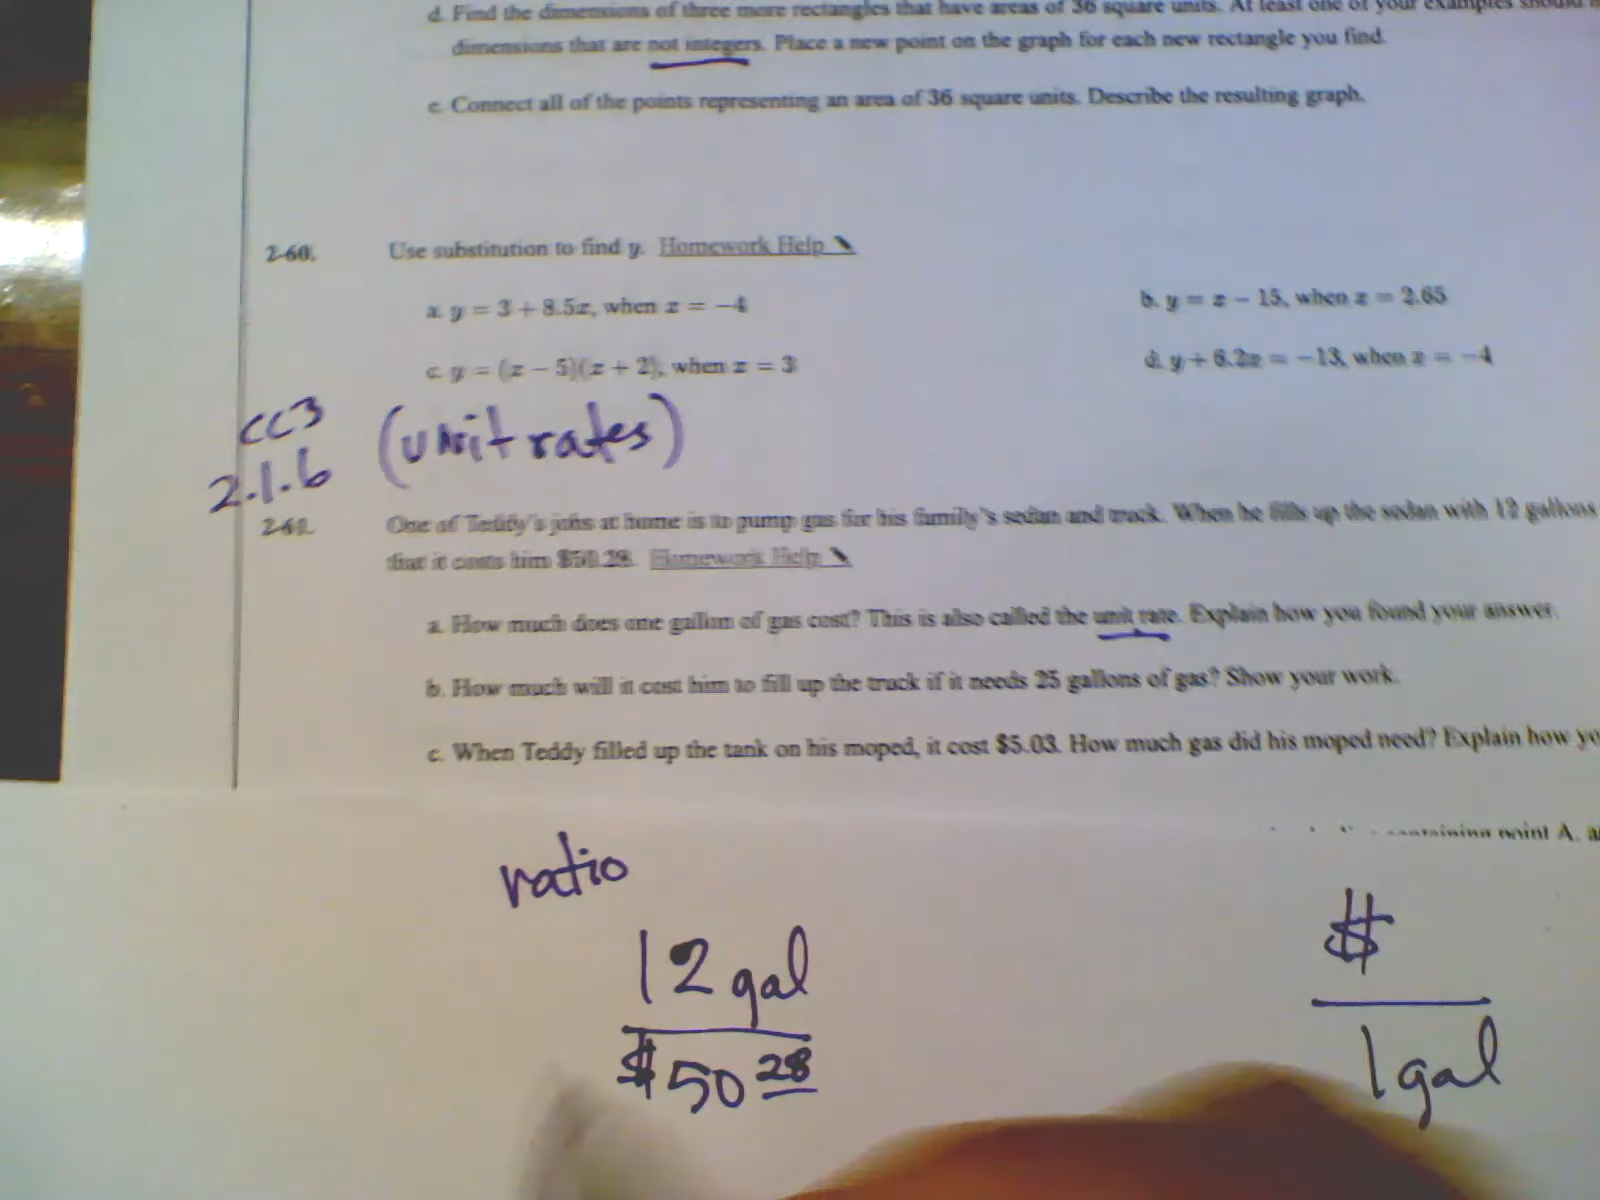 d. Find the dimensions of three more rectangles that have areas of 36 square units. At least one of your examples should
dimensions that are not integers. Place a new point on the graph for each new rectangle you find.
e. Connect all of the points representing an area of 36 square units. Describe the resulting graph.
2-60. Use substitution to find y. Homework Help
a. y = 3 + 8.5x, when x = −4
b. y = x − 15, when x = 2.65
c. y = (x − 5)(x + 2), when x = 3
d. y + 6.2x = −13, when x = −4
CC3 (unit rates)
2.1.6
2-61. One of Teddy's jobs at home is to pump gas for his family's sedan and truck. When he fills up the sedan with 12 gallons
that it costs him $50.28. Homework Help
a. How much does one gallon of gas cost? This is also called the unit rate. Explain how you found your answer.
b. How much will it cost him to fill up the truck if it needs 25 gallons of gas? Show your work.
c. When Teddy filled up the tank on his moped, it cost $5.03. How much gas did his moped need? Explain how
containing point A,
ratio
12 gal
$50 28
$
1 gal